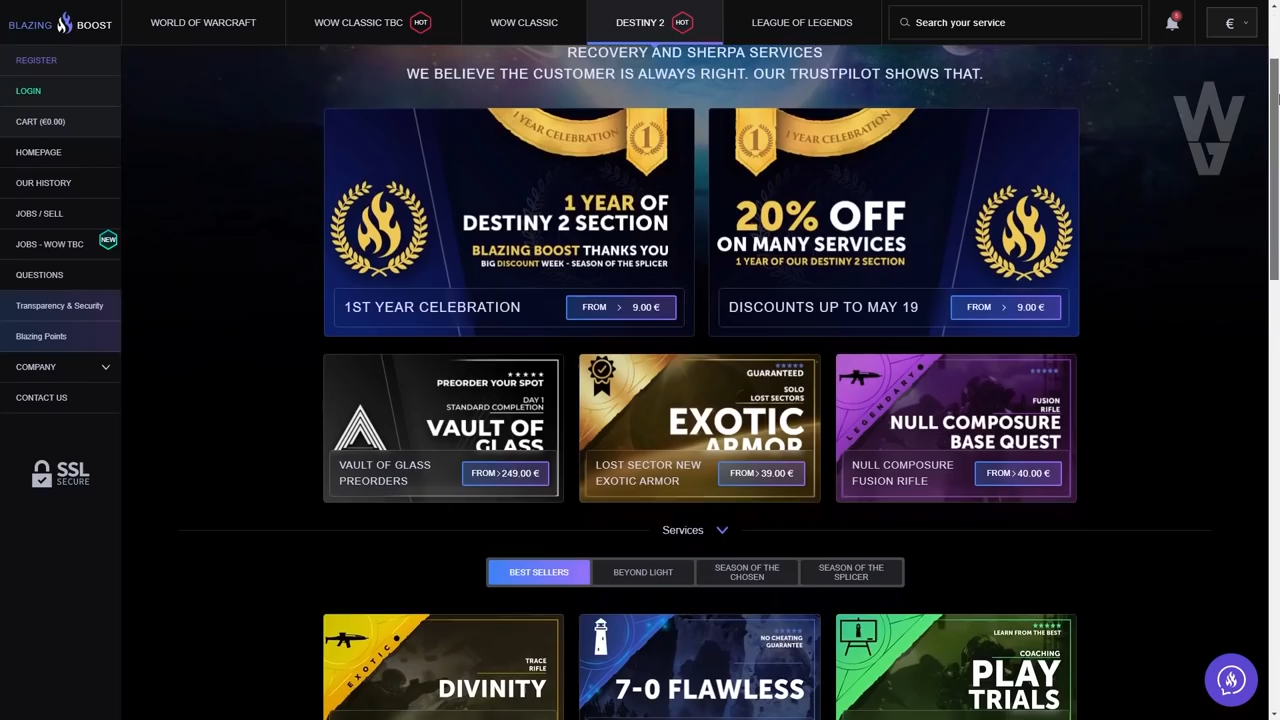 BLAZING BOOST
WORLD OF WARCRAFT
WOW CLASSIC TBC
HOT
WOW CLASSIC
DESTINY 2
HOT
LEAGUE OF LEGENDS
Search your service
6
€
REGISTER
LOGIN
CART (€0.00)
HOMEPAGE
OUR HISTORY
JOBS / SELL
JOBS - WOW TBC
NEW
QUESTIONS
Transparency & Security
Blazing Points
COMPANY
CONTACT US
SSL
SECURE
RECOVERY AND SHERPA SERVICES
WE BELIEVE THE CUSTOMER IS ALWAYS RIGHT. OUR TRUSTPILOT SHOWS THAT.
1 YEAR CELEBRATION
1
1 YEAR OF
DESTINY 2 SECTION
BLAZING BOOST THANKS YOU
BIG DISCOUNT WEEK - SEASON OF THE SPLICER
1ST YEAR CELEBRATION
FROM > 9.00 €
1 YEAR CELEBRATION
1
20% OFF
ON MANY SERVICES
1 YEAR OF OUR DESTINY 2 SECTION
DISCOUNTS UP TO MAY 19
FROM > 9.00 €
PREORDER YOUR SPOT
DAY 1
STANDARD COMPLETION
VAULT OF
GLASS
VAULT OF GLASS
PREORDERS
FROM > 249.00 €
GUARANTEED
SOLO
LOST SECTORS
EXOTIC
ARMOR
LOST SECTOR NEW
EXOTIC ARMOR
FROM > 39.00 €
LEGENDARY
FUSION
RIFLE
NULL COMPOSURE
BASE QUEST
NULL COMPOSURE
FUSION RIFLE
FROM > 40.00 €
Services
BEST SELLERS
BEYOND LIGHT
SEASON OF THE
CHOSEN
SEASON OF THE
SPLICER
EXOTIC
TRACE
RIFLE
DIVINITY
NO CHEATING
GUARANTEE
7-0 FLAWLESS
LEARN FROM THE BEST
COACHING
PLAY
TRIALS